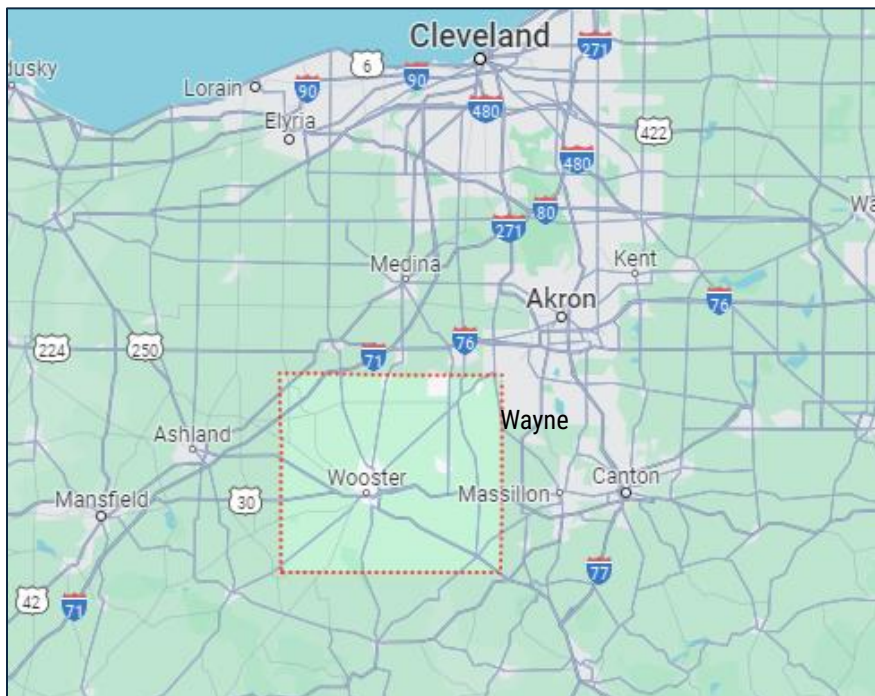 Cleveland
271
6
90
dusky
Lorain
90
480
Elyria
422
480
80
Wa
271
Medina
Kent
Akron
76
76
224
250
71
Wayne
Ashland
Wooster
Massillon
Canton
30
Mansfield
77
42
71